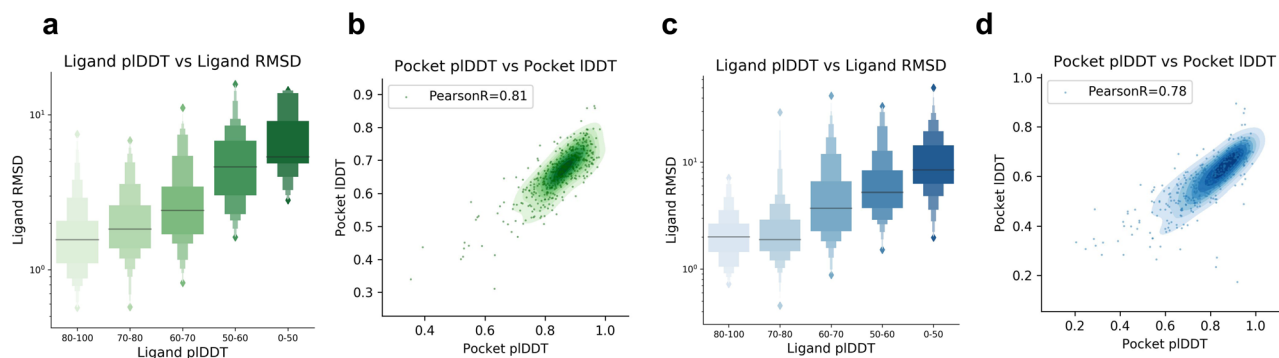 a
Ligand plDDT vs Ligand RMSD
Ligand RMSD
10¹
10⁰
80-100
70-80
60-70
50-60
0-50
Ligand plDDT
b
Pocket plDDT vs Pocket lDDT
PearsonR=0.81
Pocket lDDT
0.9
0.8
0.7
0.6
0.5
0.4
0.3
0.4
0.6
0.8
1.0
Pocket plDDT
c
Ligand plDDT vs Ligand RMSD
Ligand RMSD
10¹
10⁰
80-100
70-80
60-70
50-60
0-50
Ligand plDDT
d
Pocket plDDT vs Pocket lDDT
PearsonR=0.78
Pocket lDDT
1.0
0.8
0.6
0.4
0.2
0.2
0.4
0.6
0.8
1.0
Pocket plDDT